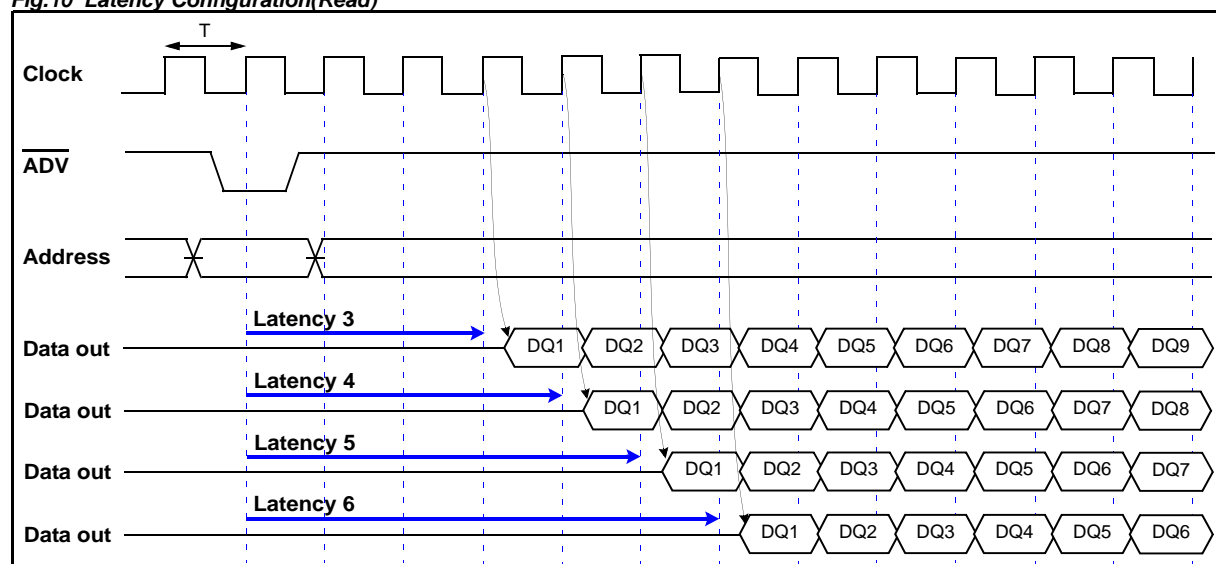 Fig.10 Latency Configuration(Read)
T
Clock
ADV
Address
Latency 3
Data out DQ1 DQ2 DQ3 DQ4 DQ5 DQ6 DQ7 DQ8 DQ9
Latency 4
Data out DQ1 DQ2 DQ3 DQ4 DQ5 DQ6 DQ7 DQ8
Latency 5
Data out DQ1 DQ2 DQ3 DQ4 DQ5 DQ6 DQ7
Latency 6
Data out DQ1 DQ2 DQ3 DQ4 DQ5 DQ6